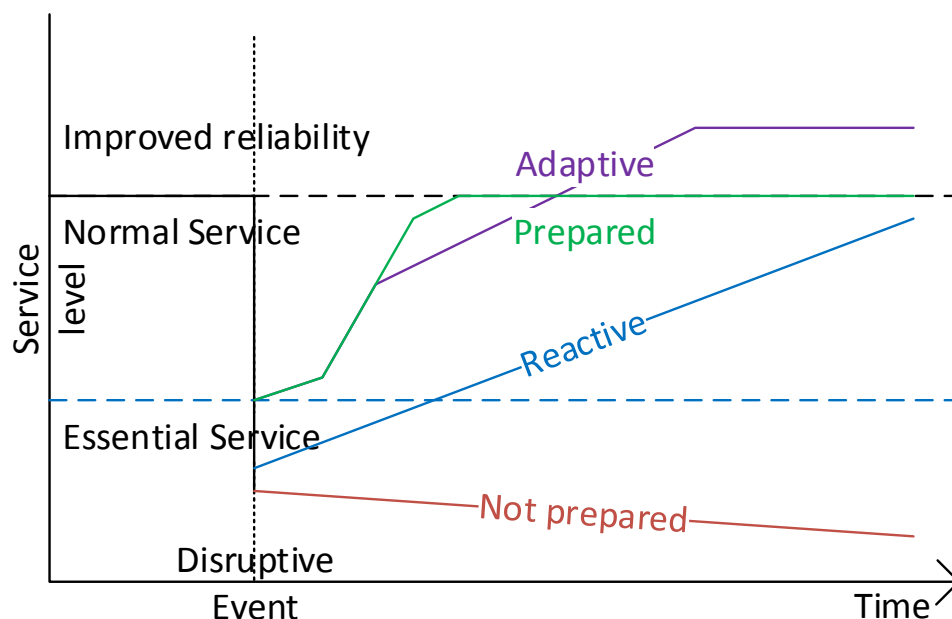 Improved reliability
Adaptive
Normal Service
Prepared
Service
level
Reactive
Essential Service
Not prepared
Disruptive
Event
Time